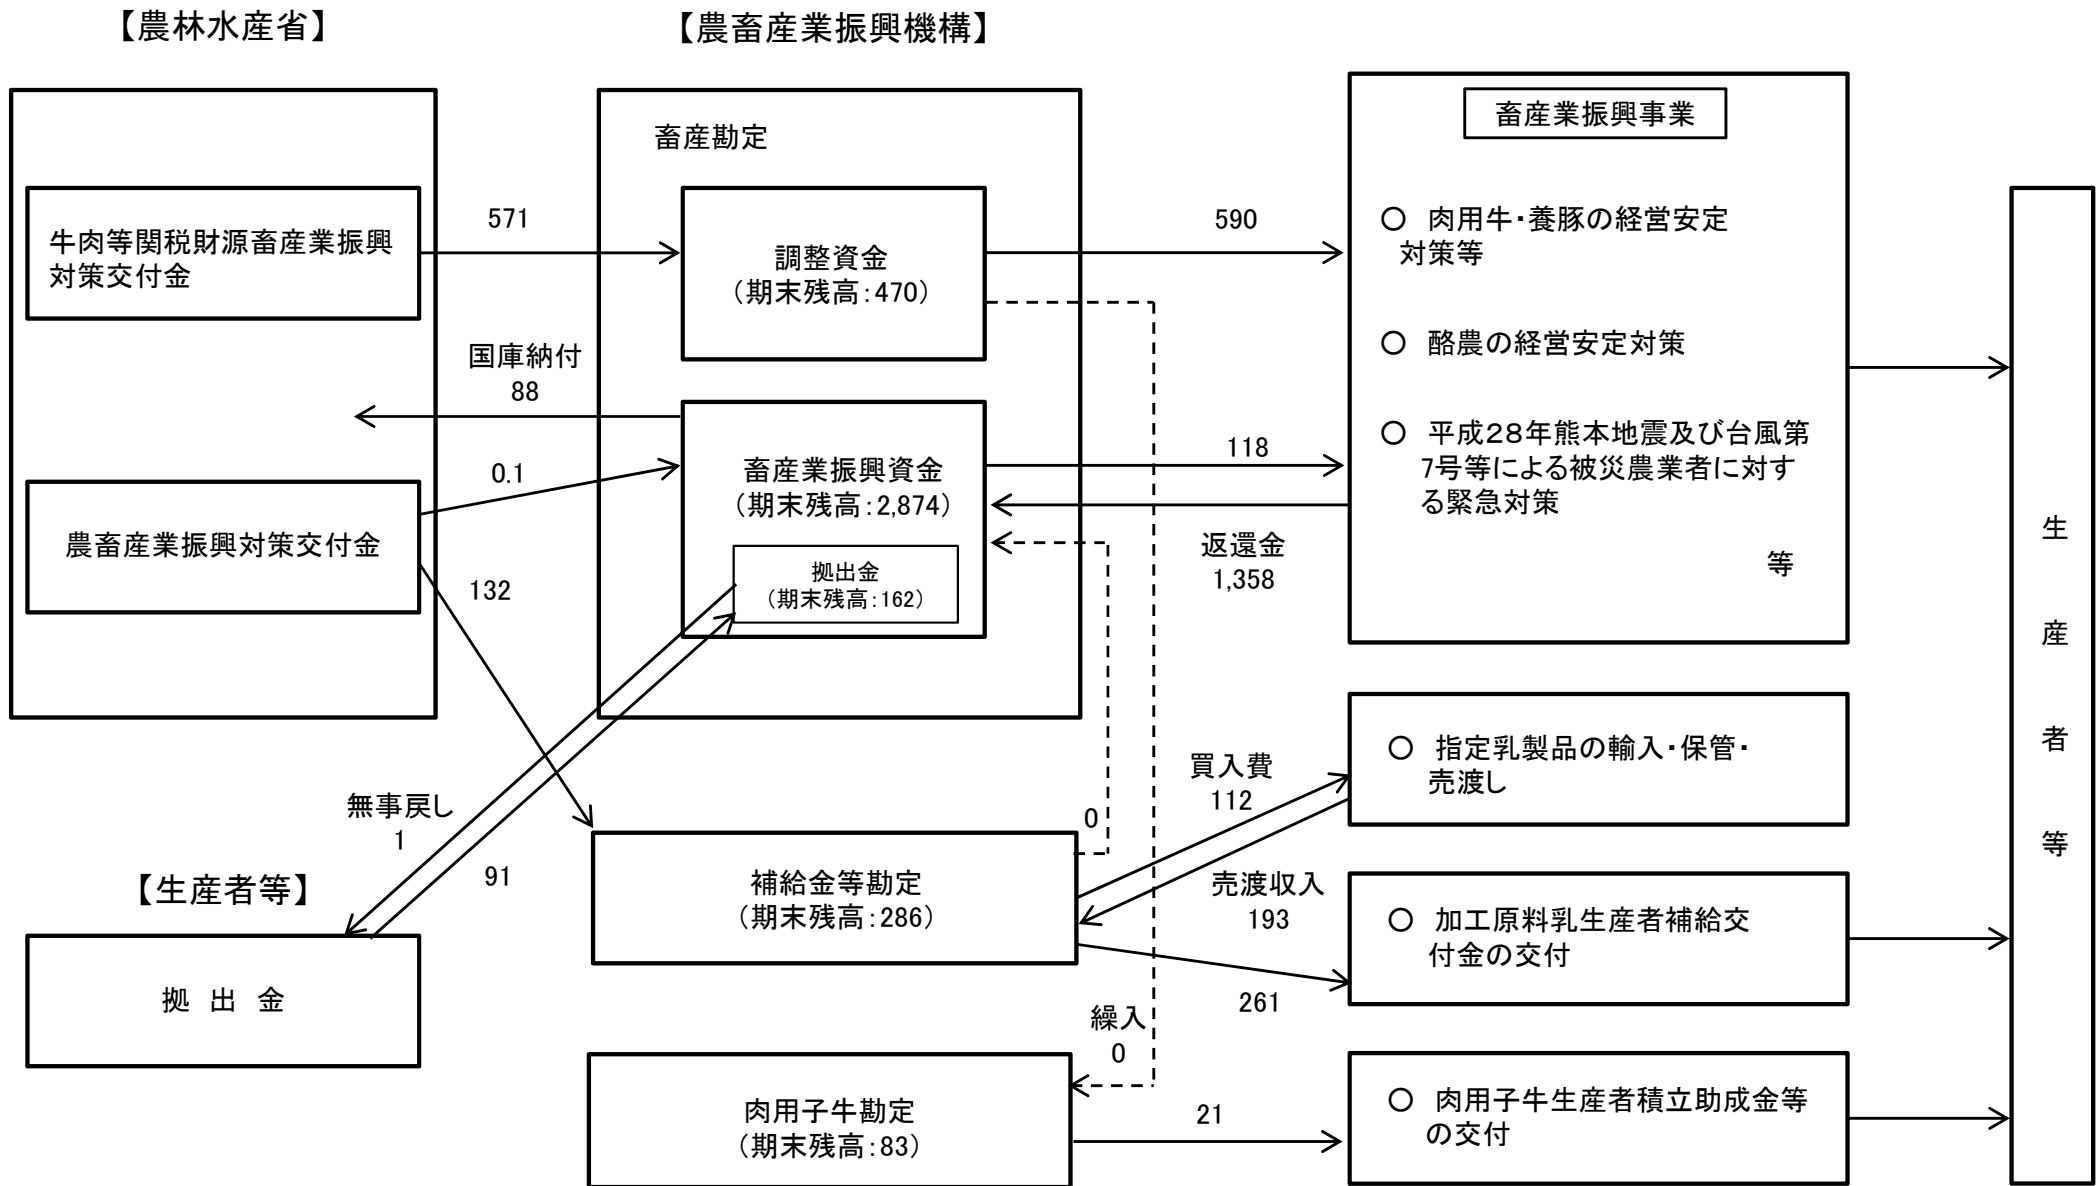 【農林水産省】
【農畜産業振興機構】
畜産業振興事業
畜産勘定
牛肉等関税財源畜産業振興
対策交付金
571
調整資金
（期末残高：470）
590
○ 肉用牛・養豚の経営安定
対策等
○ 酪農の経営安定対策
○ 平成２８年熊本地震及び台風第
7号等による被災農業者に対す
る緊急対策
等
国庫納付
88
0.1
農畜産業振興対策交付金
132
畜産業振興資金
（期末残高：2,874）
拠出金
（期末残高：162）
118
返還金
1,358
生
産
者
等
無事戻し
1
91
【生産者等】
拠 出 金
0
補給金等勘定
（期末残高：286）
買入費
112
売渡収入
193
261
○ 指定乳製品の輸入・保管・
売渡し
○ 加工原料乳生産者補給交
付金の交付
繰入
0
肉用子牛勘定
（期末残高：83）
21
○ 肉用子牛生産者積立助成金等
の交付